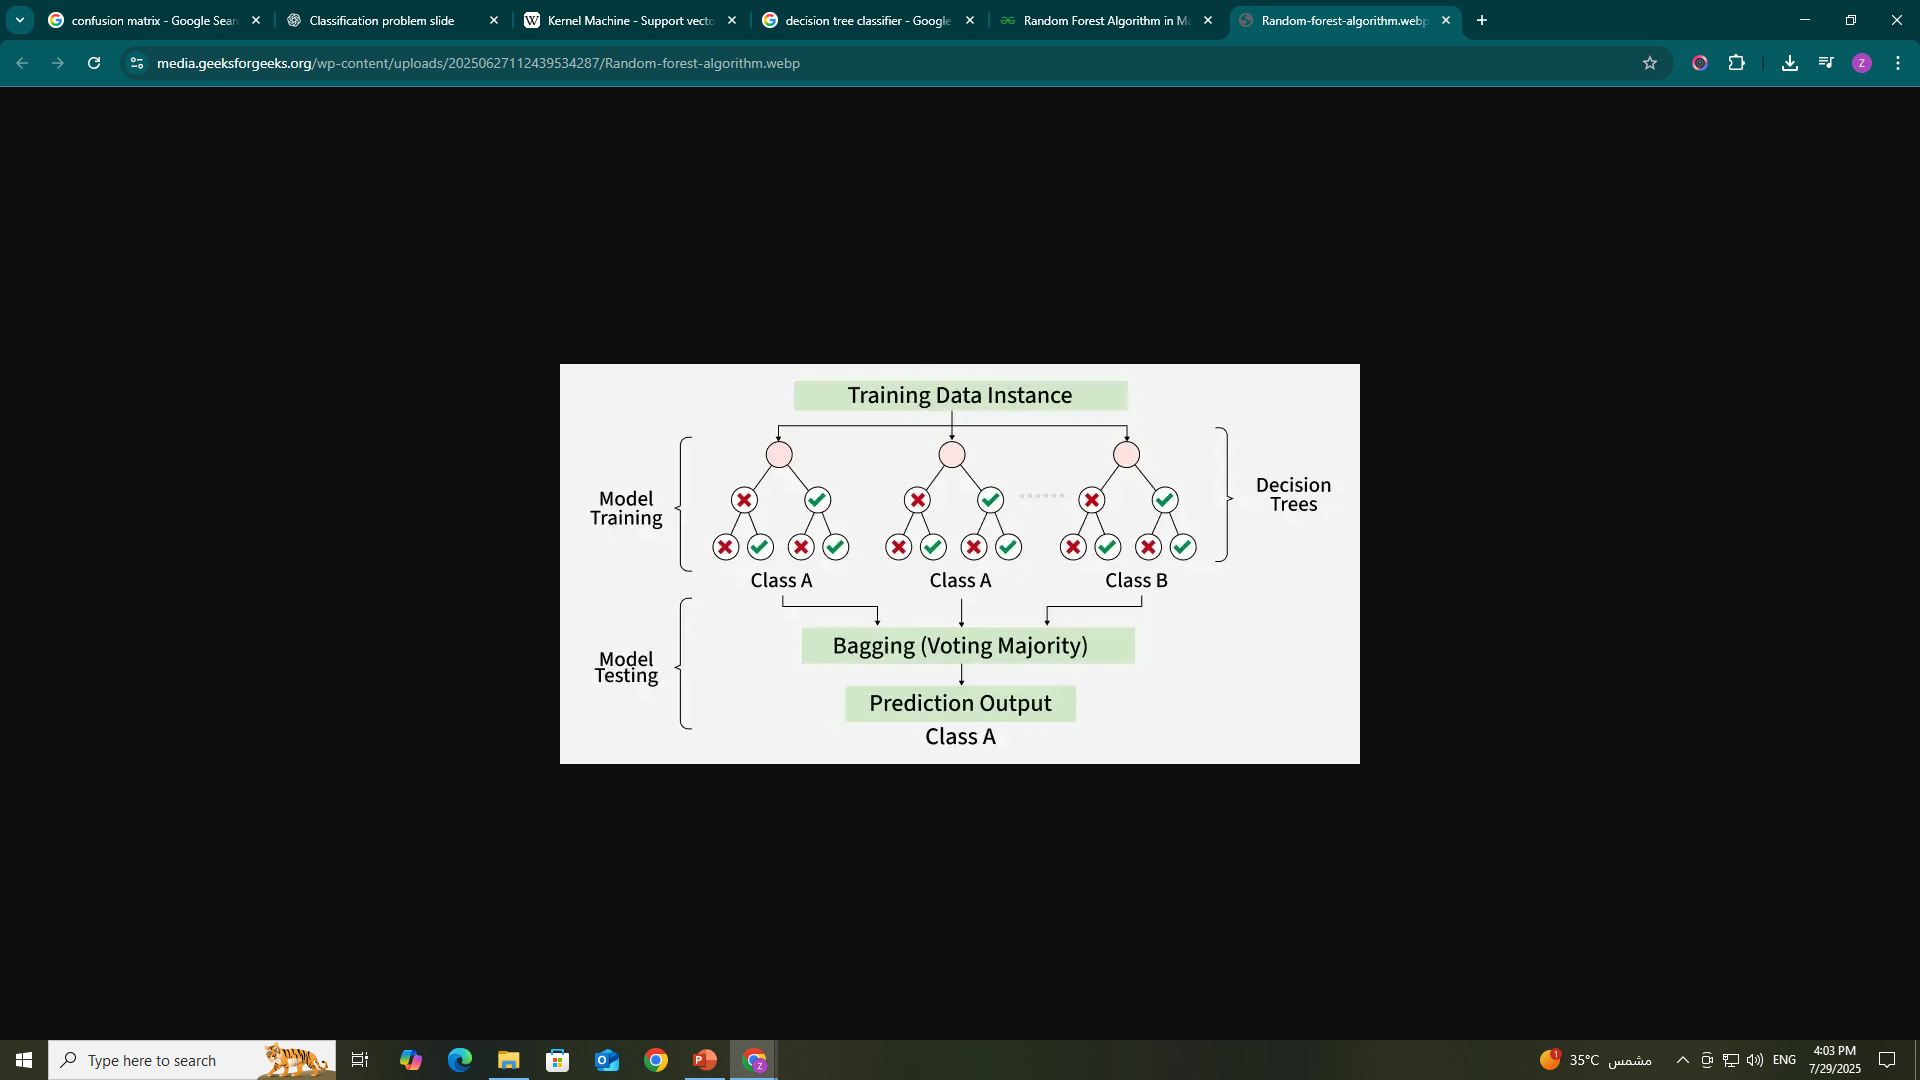 confusion matrix - Google Sear
Classification problem slide
Kernel Machine - Support vecto
decision tree classifier - Google
Random Forest Algorithm in Ma
Random-forest-algorithm.webp
media.geeksforgeeks.org/wp-content/uploads/20250627112439534287/Random-forest-algorithm.webp
Z
Training Data Instance
Model
Training
Decision
Trees
Class A
Class A
Class B
Bagging (Voting Majority)
Model
Testing
Prediction Output
Class A
Type here to search
1
35°C مشمس
ENG
4:03 PM
7/29/2025